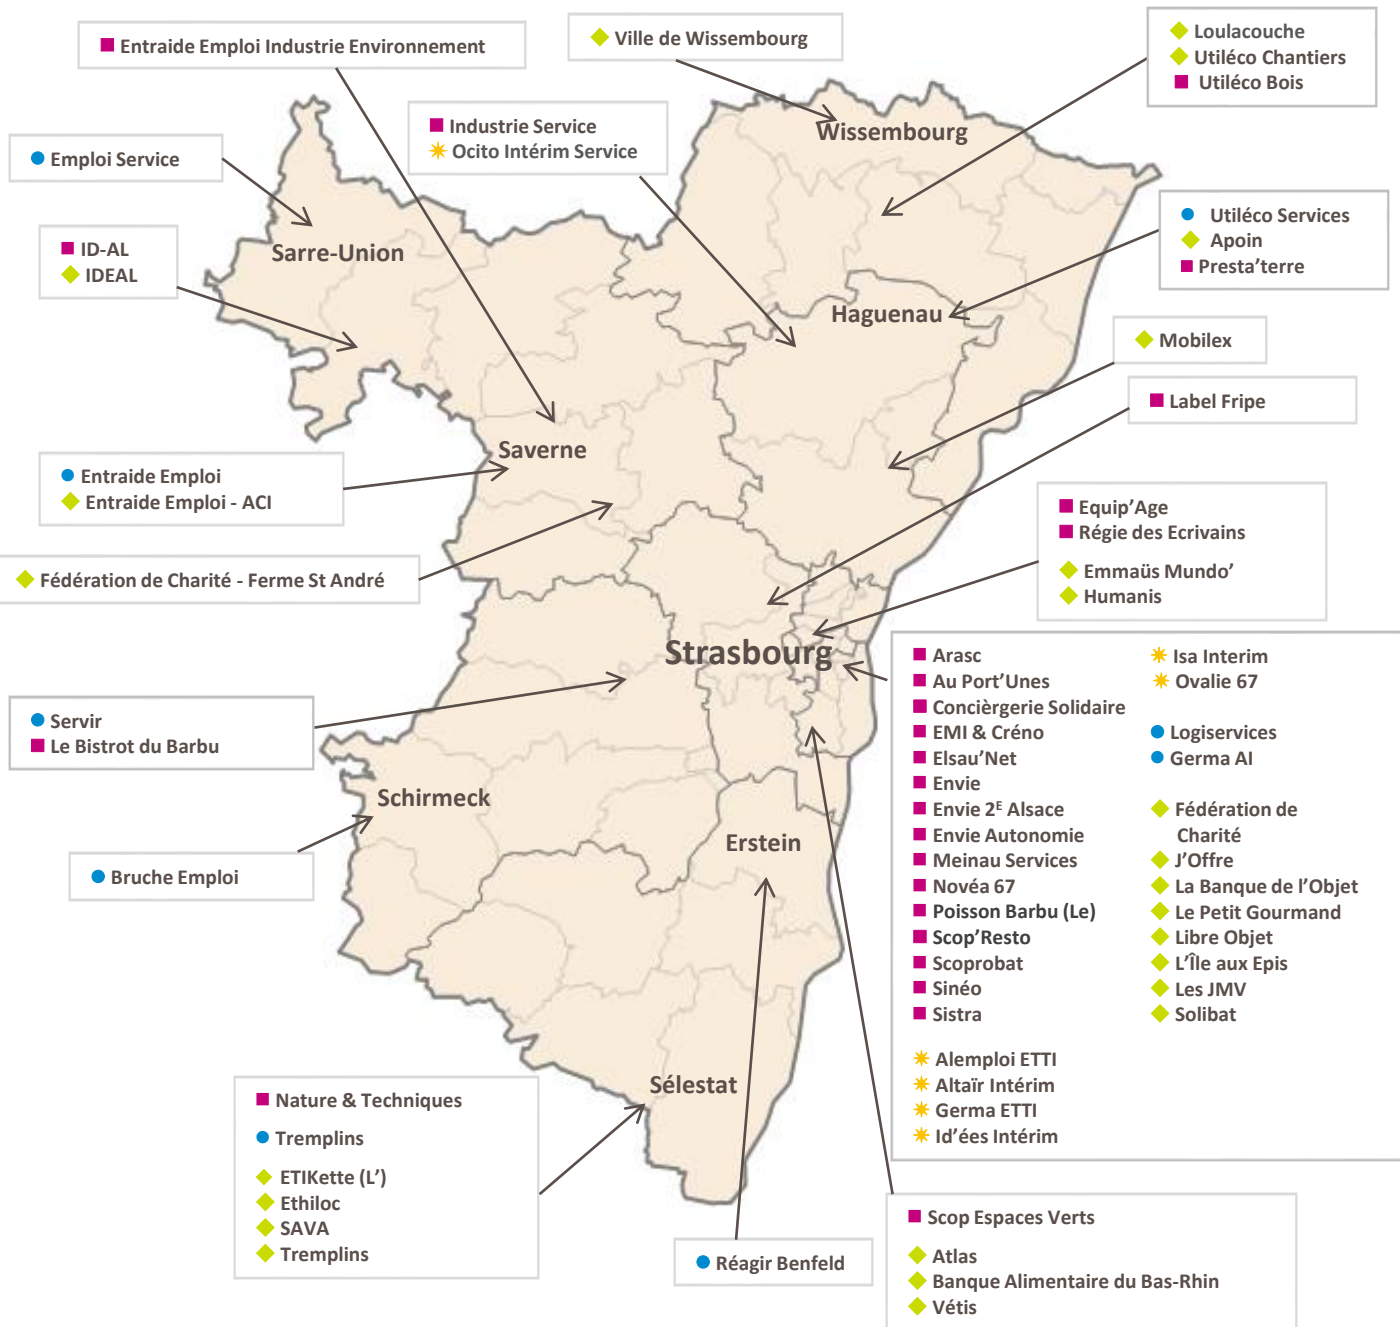 Entraide Emploi Industrie Environnement
Ville de Wissembourg
Loulacouche
Utiléco Chantiers
Utiléco Bois
Industrie Service
Ocito Intérim Service
Wissembourg
Emploi Service
Utiléco Services
Apoin
Presta'terre
ID-AL
IDEAL
Sarre-Union
Haguenau
Mobilex
Label Fripe
Saverne
Entraide Emploi
Entraide Emploi - ACI
Equip'Age
Régie des Ecrivains
Emmaüs Mundo'
Humanis
Fédération de Charité - Ferme St André
Strasbourg
Arasc
Au Port'Unes
Concièrgerie Solidaire
EMI & Créno
Elsau'Net
Envie
Envie 2E Alsace
Envie Autonomie
Meinau Services
Novéa 67
Poisson Barbu (Le)
Scop'Resto
Scoprobat
Sinéo
Sistra
Alemploi ETTI
Altaïr Intérim
Germa ETTI
Id'ées Intérim
Isa Interim
Ovalie 67
Logiservices
Germa AI
Fédération de
Charité
J'Offre
La Banque de l'Objet
Le Petit Gourmand
Libre Objet
L'Île aux Epis
Les JMV
Solibat
Servir
Le Bistrot du Barbu
Schirmeck
Erstein
Bruche Emploi
Sélestat
Nature & Techniques
Tremplins
ETIKette (L')
Ethiloc
SAVA
Tremplins
Réagir Benfeld
Scop Espaces Verts
Atlas
Banque Alimentaire du Bas-Rhin
Vétis